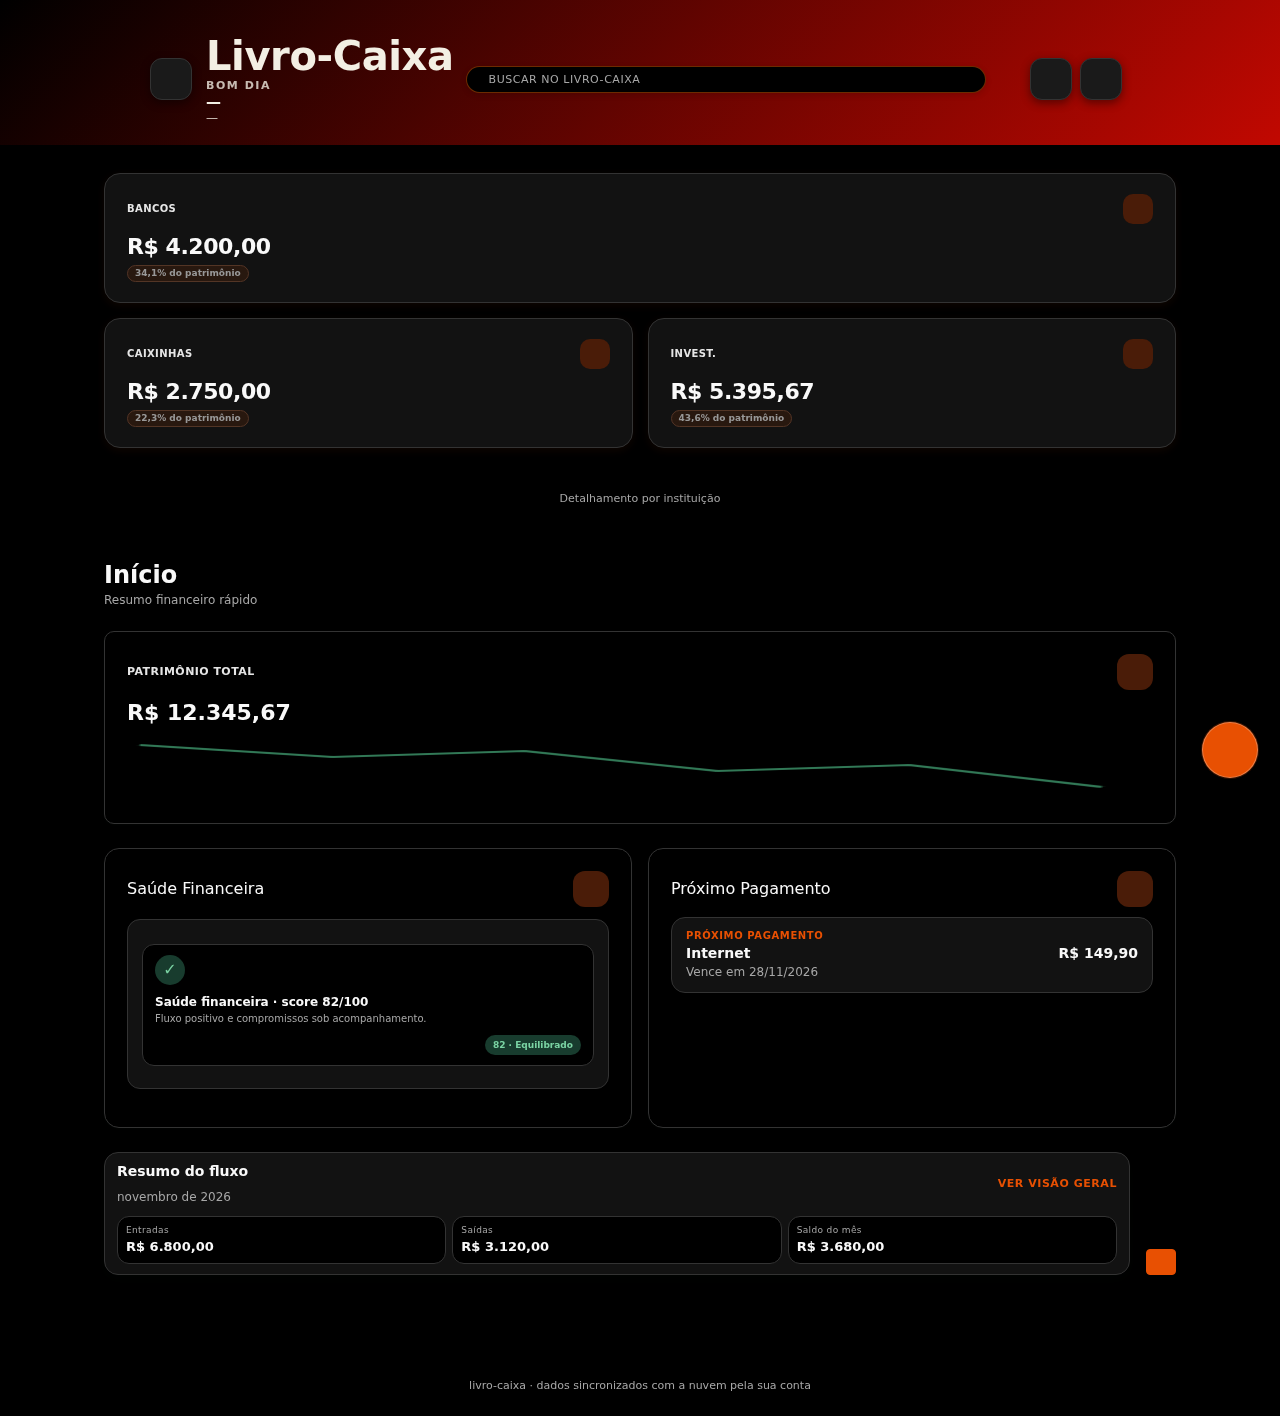 Livro-Caixa
BOM DIA
—
—
BUSCAR NO LIVRO-CAIXA
BANCOS
R$ 4.200,00
34,1% do patrimônio
CAIXINHAS
R$ 2.750,00
22,3% do patrimônio
INVEST.
R$ 5.395,67
43,6% do patrimônio
Detalhamento por instituição
Início
Resumo financeiro rápido
PATRIMÔNIO TOTAL
R$ 12.345,67
Saúde Financeira
✓
Saúde financeira · score 82/100
Fluxo positivo e compromissos sob acompanhamento.
82 · Equilibrado
Próximo Pagamento
PRÓXIMO PAGAMENTO
Internet R$ 149,90
Vence em 28/11/2026
Resumo do fluxo
novembro de 2026
VER VISÃO GERAL
Entradas
R$ 6.800,00
Saídas
R$ 3.120,00
Saldo do mês
R$ 3.680,00
livro-caixa · dados sincronizados com a nuvem pela sua conta